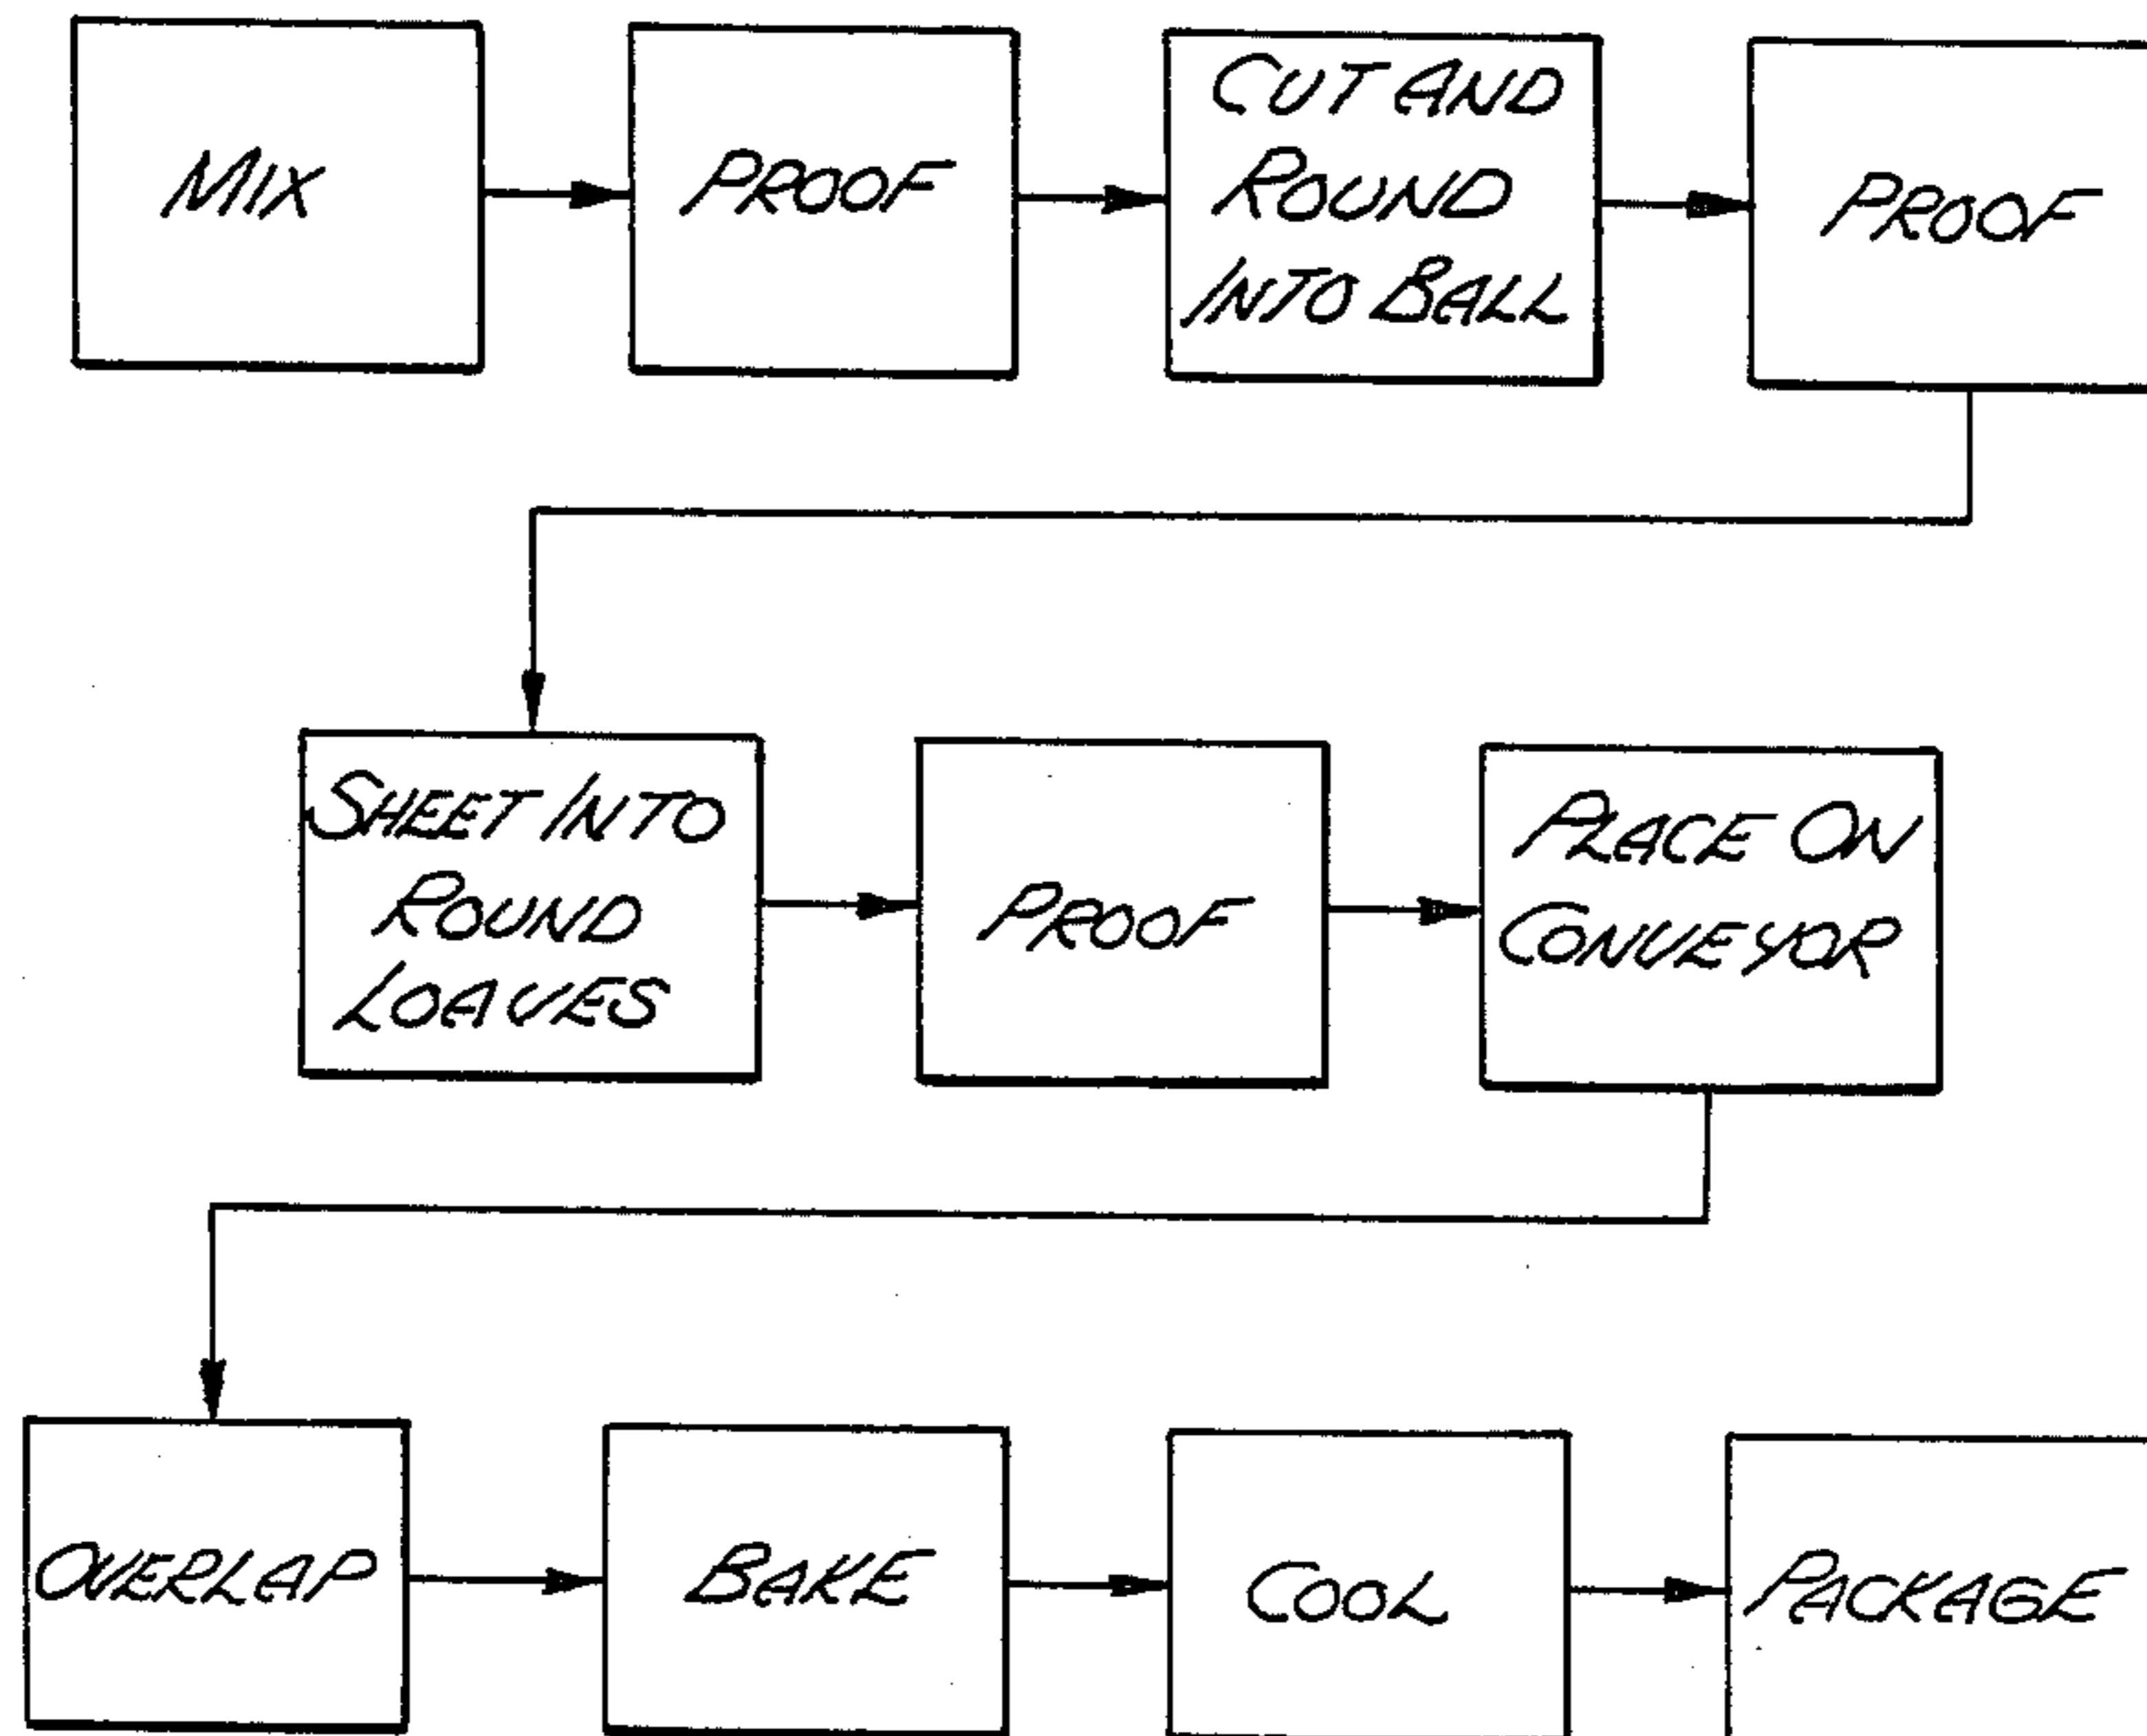 MIX
PROOF
CUT AND
ROUND
INTO BALL
PROOF
SHEET INTO
ROUND
LOAVES
PROOF
PLACE ON
CONVEYOR
OVERLAP
BAKE
COOL
PACKAGE